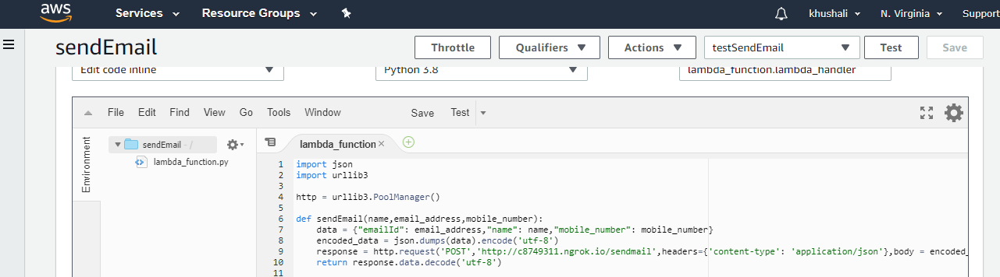 aws Services Resource Groups khushali N. Virginia Support
sendEmail Throttle Qualifiers Actions testSendEmail Test Save
Edit code inline Python 3.8 lambda_function.lambda_handler
File Edit Find View Go Tools Window Save Test
Environment
sendEmail - /
lambda_function.py
lambda_function
1 import json
2 import urllib3
3
4 http = urllib3.PoolManager()
5
6 def sendEmail(name,email_address,mobile_number):
7 data = {"emailId": email_address,"name": name,"mobile_number": mobile_number}
8 encoded_data = json.dumps(data).encode('utf-8')
9 response = http.request('POST','http://c8749311.ngrok.io/sendmail',headers={'content-type': 'application/json'},body = encoded_
10 return response.data.decode('utf-8')
11